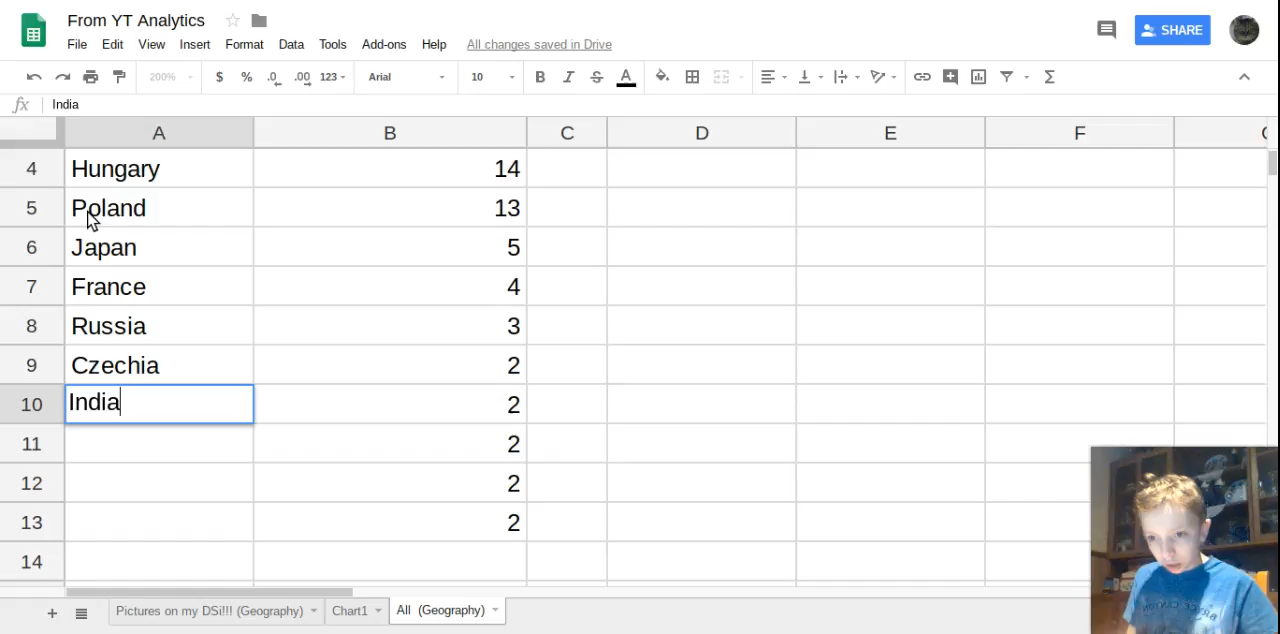 From YT Analytics
File Edit View Insert Format Data Tools Add-ons Help All changes saved in Drive
SHARE
200% $ % .0 .00 123 Arial 10 B I S A
fx India
A B C D E F
4 Hungary 14
5 Poland 13
6 Japan 5
7 France 4
8 Russia 3
9 Czechia 2
10 India 2
11 2
12 2
13 2
14
+ Pictures on my DSi!!! (Geography) Chart1 All (Geography)